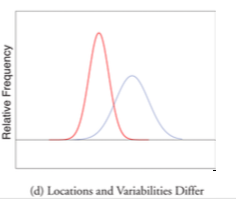 Relative Frequency
(d) Locations and Variabilities Differ